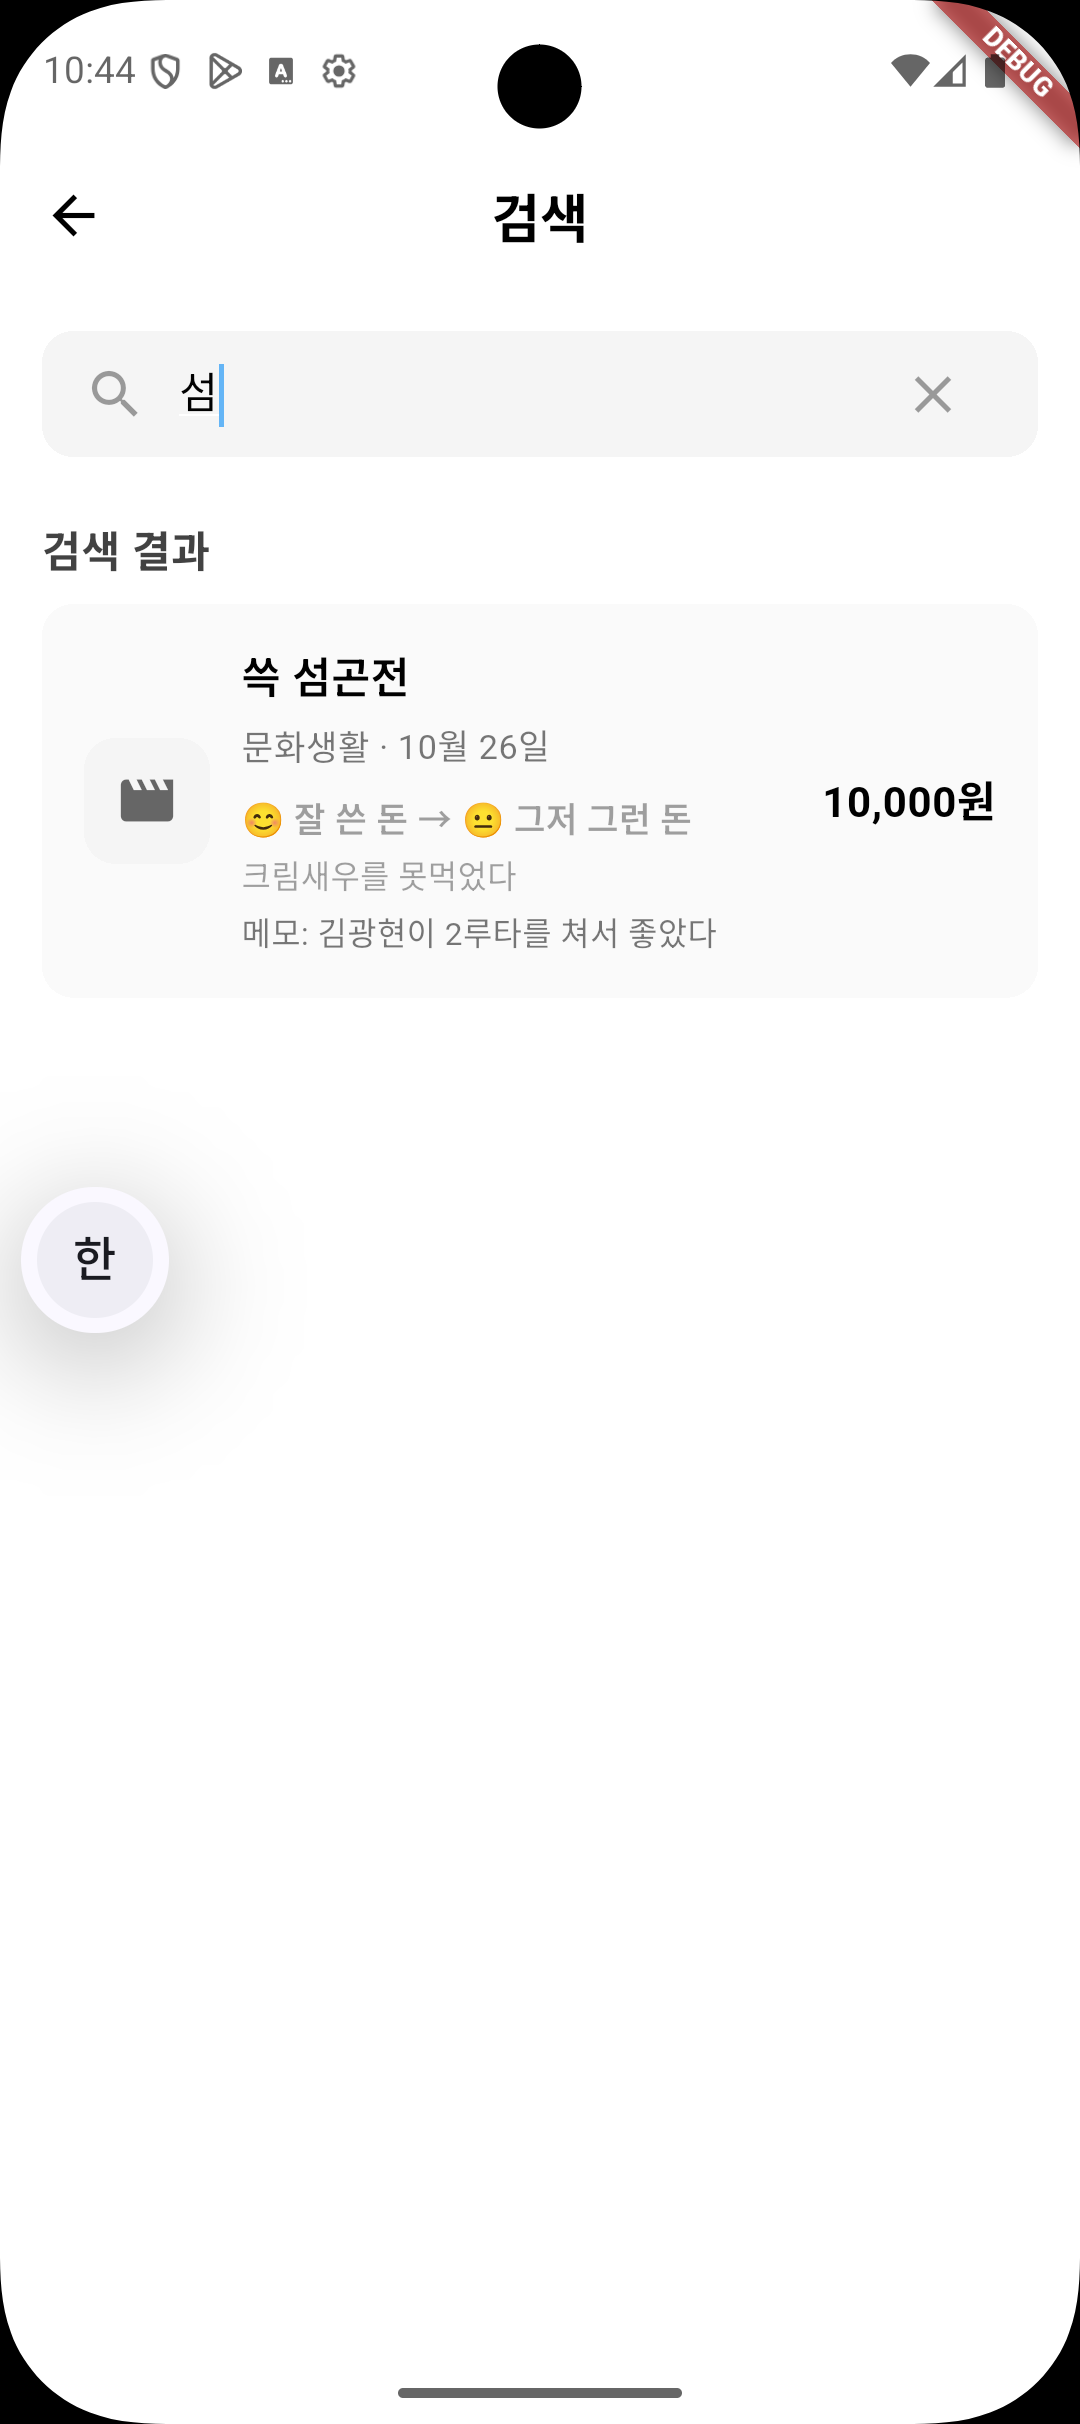 10:44
DEBUG
검색
섬
검색 결과
쓱 섬곤전
문화생활 · 10월 26일
😊 잘 쓴 돈 → 😐 그저 그런 돈
10,000원
크림새우를 못먹었다
메모: 김광현이 2루타를 쳐서 좋았다
한